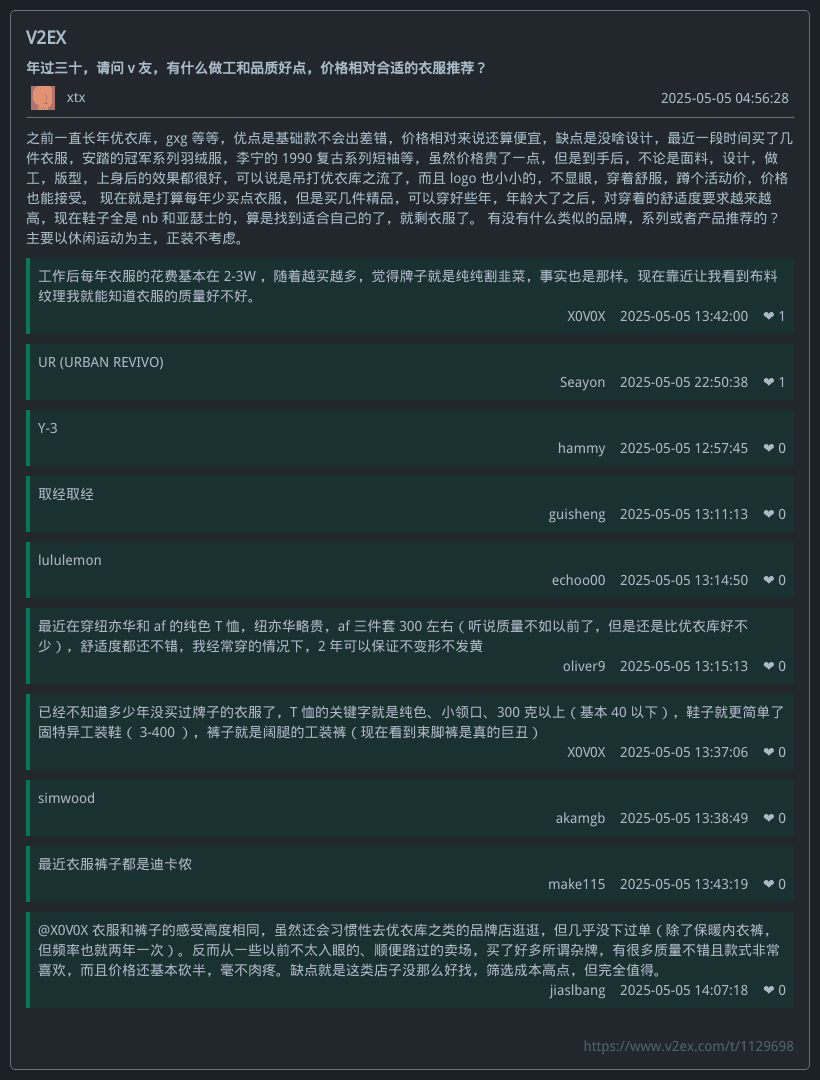 V2EX
年过三十，请问 v 友，有什么做工和品质好点，价格相对合适的衣服推荐？
xtx 2025-05-05 04:56:28
之前一直长年优衣库，gxg 等等，优点是基础款不会出差错，价格相对来说还算便宜，缺点是没啥设计，最近一段时间买了几
件衣服，安踏的冠军系列羽绒服，李宁的 1990 复古系列短袖等，虽然价格贵了一点，但是到手后，不论是面料，设计，做
工，版型，上身后的效果都很好，可以说是吊打优衣库之流了，而且 logo 也小小的，不显眼，穿着舒服，蹲个活动价，价格
也能接受。 现在就是打算每年少买点衣服，但是买几件精品，可以穿好些年，年龄大了之后，对穿着的舒适度要求越来越
高，现在鞋子全是 nb 和亚瑟士的，算是找到适合自己的了，就剩衣服了。 有没有什么类似的品牌，系列或者产品推荐的？
主要以休闲运动为主，正装不考虑。
工作后每年衣服的花费基本在 2-3W ，随着越买越多，觉得牌子就是纯纯割韭菜，事实也是那样。现在靠近让我看到布料
纹理我就能知道衣服的质量好不好。
X0V0X 2025-05-05 13:42:00 ❤ 1
UR (URBAN REVIVO)
Seayon 2025-05-05 22:50:38 ❤ 1
Y-3
hammy 2025-05-05 12:57:45 ❤ 0
取经取经
guisheng 2025-05-05 13:11:13 ❤ 0
lululemon
echoo00 2025-05-05 13:14:50 ❤ 0
最近在穿纽亦华和 af 的纯色 T 恤，纽亦华略贵，af 三件套 300 左右（听说质量不如以前了，但是还是比优衣库好不
少），舒适度都还不错，我经常穿的情况下，2 年可以保证不变形不发黄
oliver9 2025-05-05 13:15:13 ❤ 0
已经不知道多少年没买过牌子的衣服了，T 恤的关键字就是纯色、小领口、300 克以上（基本 40 以下），鞋子就更简单了
固特异工装鞋（ 3-400 ），裤子就是阔腿的工装裤（现在看到束脚裤是真的巨丑）
X0V0X 2025-05-05 13:37:06 ❤ 0
simwood
akamgb 2025-05-05 13:38:49 ❤ 0
最近衣服裤子都是迪卡侬
make115 2025-05-05 13:43:19 ❤ 0
@X0V0X 衣服和裤子的感受高度相同，虽然还会习惯性去优衣库之类的品牌店逛逛，但几乎没下过单（除了保暖内衣裤，
但频率也就两年一次）。反而从一些以前不太入眼的、顺便路过的卖场，买了好多所谓杂牌，有很多质量不错且款式非常
喜欢，而且价格还基本砍半，毫不肉疼。缺点就是这类店子没那么好找，筛选成本高点，但完全值得。
jiaslbang 2025-05-05 14:07:18 ❤ 0
https://www.v2ex.com/t/1129698